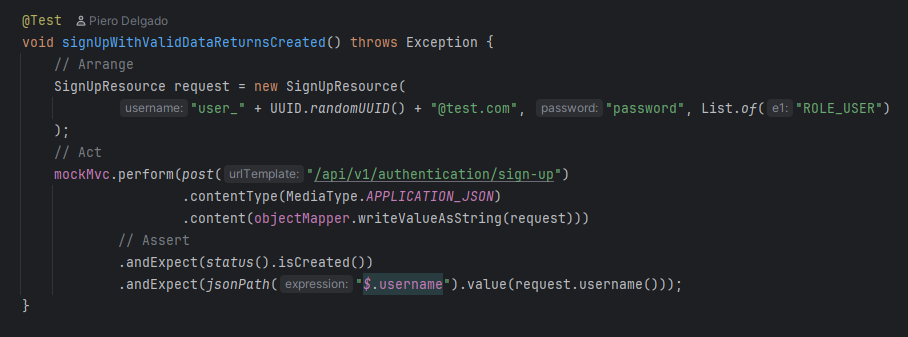 @Test Piero Delgado
void signUpWithValidDataReturnsCreated() throws Exception {
// Arrange
SignUpResource request = new SignUpResource(
username: "user_" + UUID.randomUUID() + "@test.com", password: "password", List.of( e1: "ROLE_USER")
);
// Act
mockMvc.perform(post( urlTemplate: "/api/v1/authentication/sign-up")
.contentType(MediaType.APPLICATION_JSON)
.content(objectMapper.writeValueAsString(request)))
// Assert
.andExpect(status().isCreated())
.andExpect(jsonPath( expression: "$.username").value(request.username()));
}